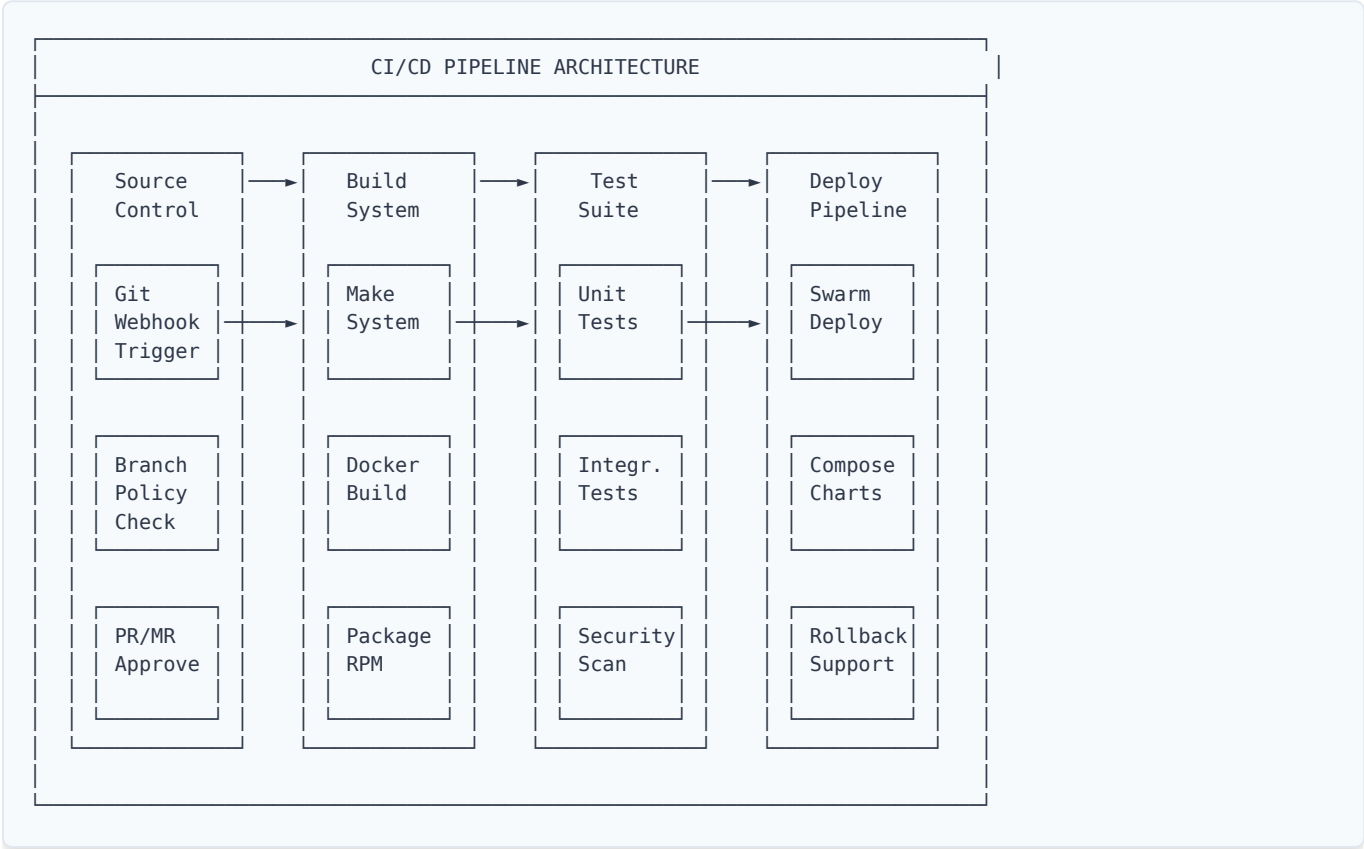 CI/CD PIPELINE ARCHITECTURE
Source Build Test Deploy
Control System Suite Pipeline
Git Make Unit Swarm
Webhook System Tests Deploy
Trigger
Branch Docker Integr. Compose
Policy Build Tests Charts
Check
PR/MR Package Security Rollback
Approve RPM Scan Support